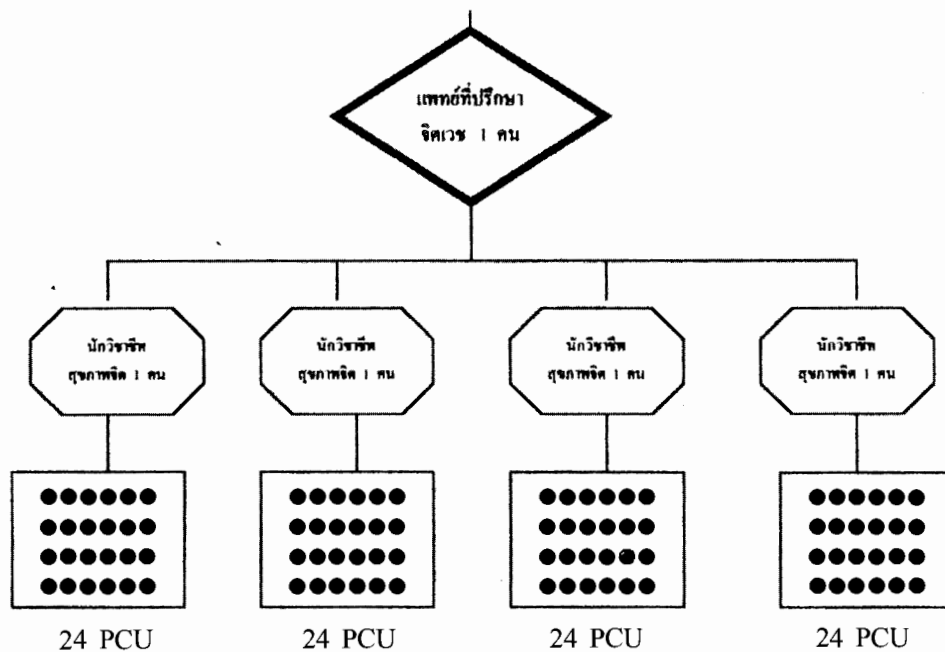 แพทย์ที่ปรึกษา
จิตเวช 1 คน
นักวิชาชีพ
สุขภาพจิต 1 คน
นักวิชาชีพ
สุขภาพจิต 1 คน
นักวิชาชีพ
สุขภาพจิต 1 คน
นักวิชาชีพ
สุขภาพจิต 1 คน
24 PCU
24 PCU
24 PCU
24 PCU